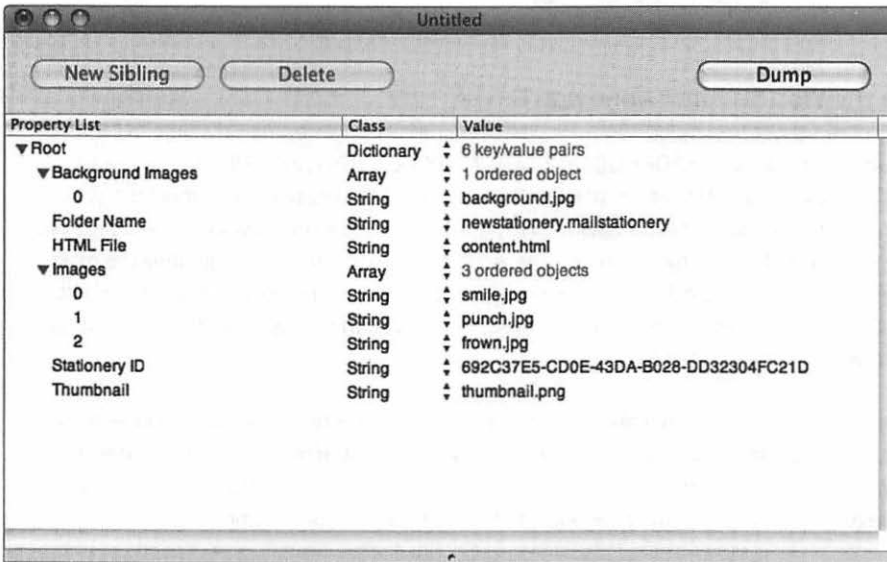 Untitled
New Sibling Delete Dump
Property List Class Value
Root Dictionary 6 key/value pairs
Background Images Array 1 ordered object
0 String background.jpg
Folder Name String newstationery.mailstationery
HTML File String content.html
Images Array 3 ordered objects
0 String smile.jpg
1 String punch.jpg
2 String frown.jpg
Stationery ID String 692C37E5-CD0E-43DA-B028-DD32304FC21D
Thumbnail String thumbnail.png